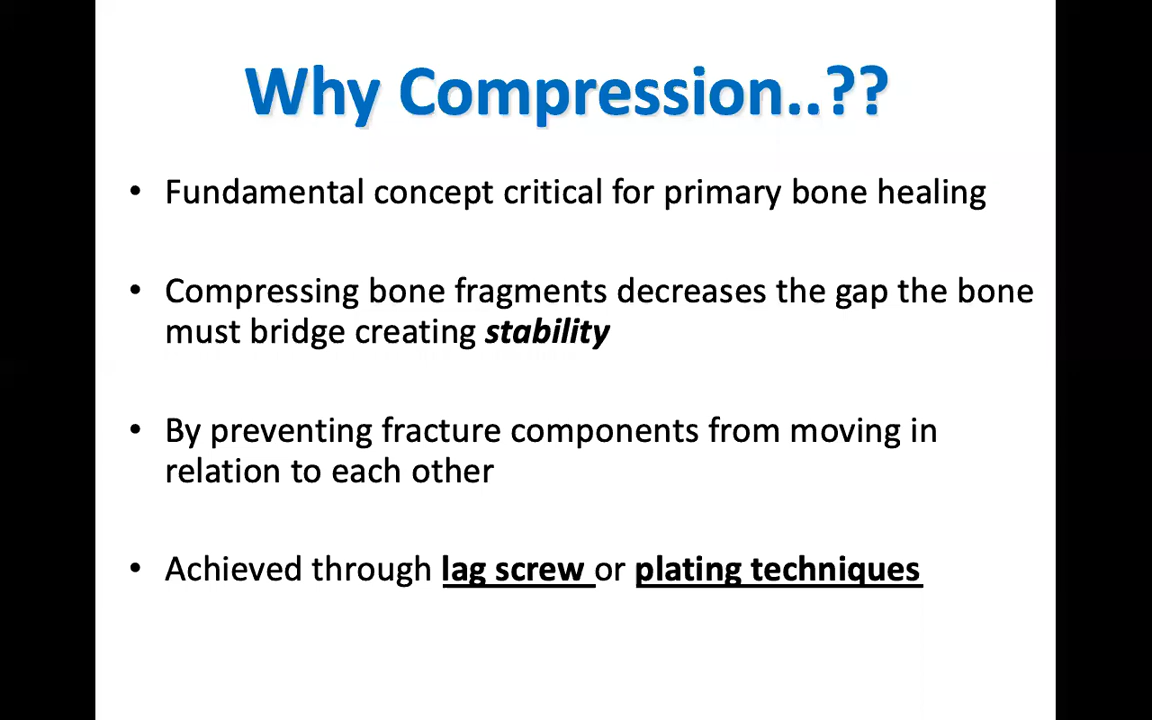 Why Compression..??
• Fundamental concept critical for primary bone healing
• Compressing bone fragments decreases the gap the bone
must bridge creating stability
• By preventing fracture components from moving in
relation to each other
• Achieved through lag screw or plating techniques